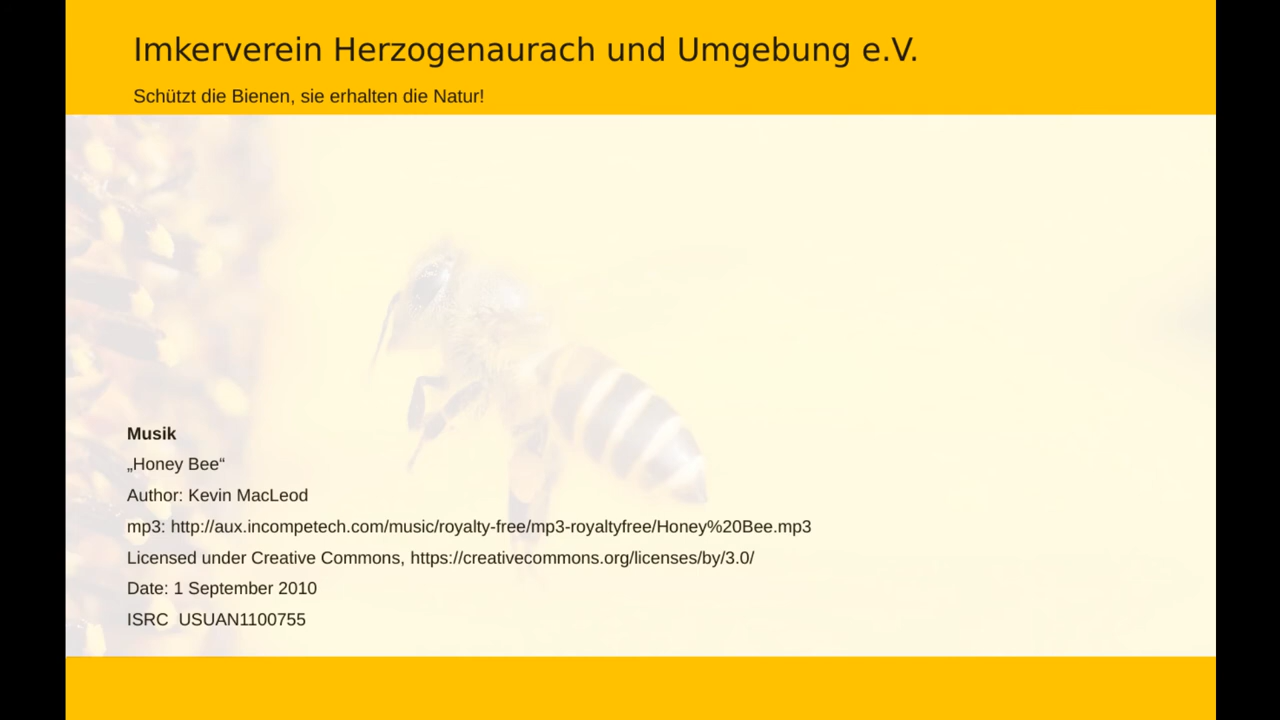 Imkerverein Herzogenaurach und Umgebung e.V.
Schützt die Bienen, sie erhalten die Natur!
Musik
„Honey Bee“
Author: Kevin MacLeod
mp3: http://aux.incompetech.com/music/royalty-free/mp3-royaltyfree/Honey%20Bee.mp3
Licensed under Creative Commons, https://creativecommons.org/licenses/by/3.0/
Date: 1 September 2010
ISRC  USUAN1100755